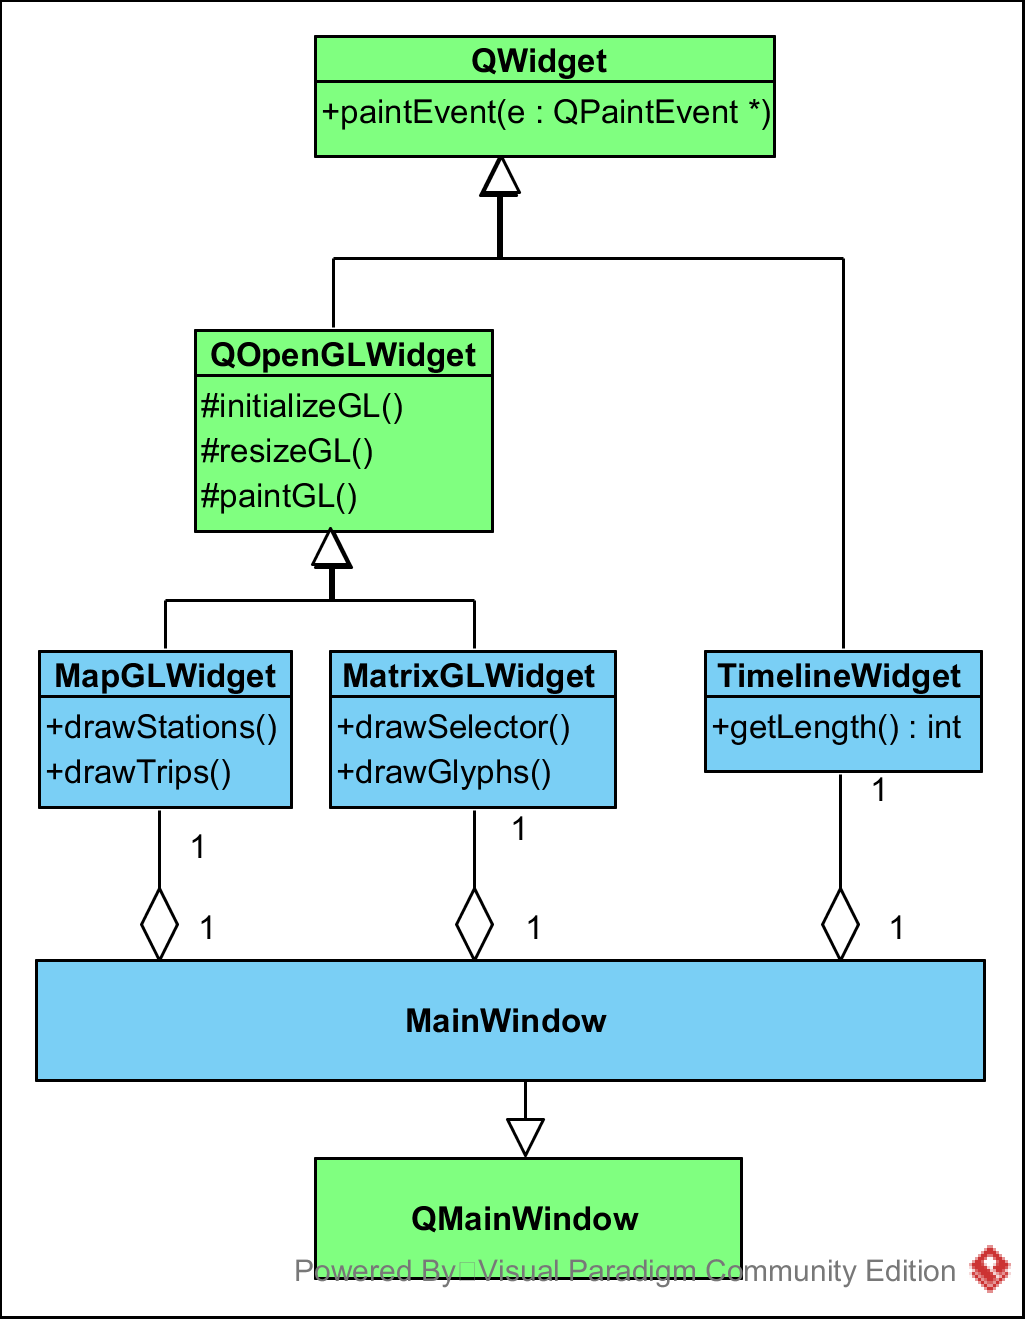 QWidget
+paintEvent(e : QPaintEvent *)
QOpenGLWidget
#initializeGL()
#resizeGL()
#paintGL()
MapGLWidget
+drawStations()
+drawTrips()
MatrixGLWidget
+drawSelector()
+drawGlyphs()
TimelineWidget
+getLength() : int
1
1
1
1
1
1
MainWindow
QMainWindow
Powered By Visual Paradigm Community Edition